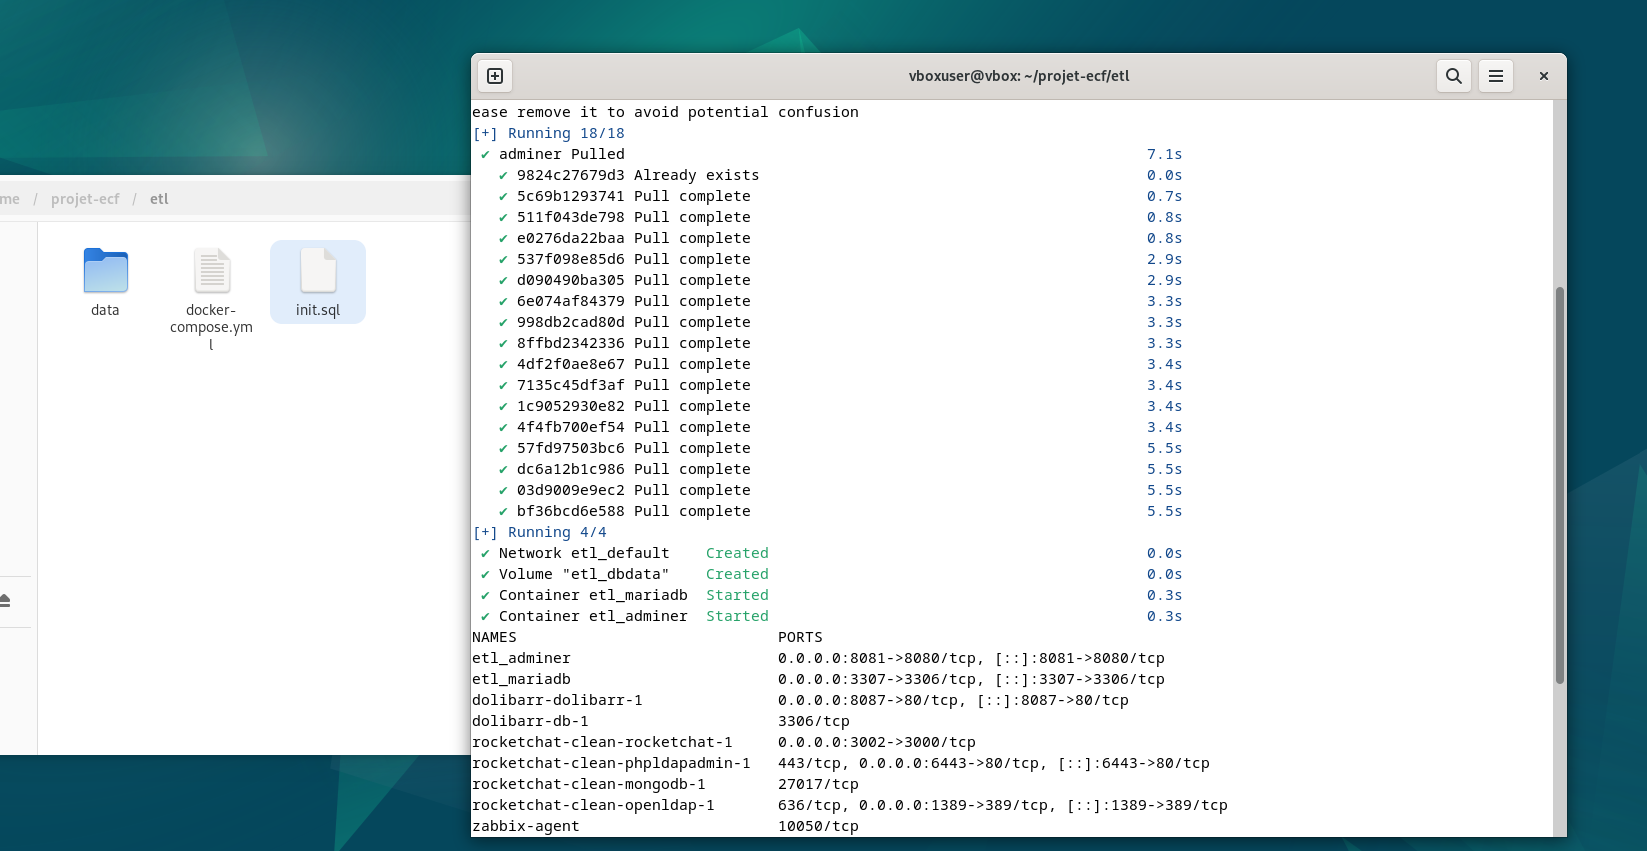 me / projet-ecf / etl
data
docker-
compose.ym
l
init.sql
vboxuser@vbox: ~/projet-ecf/etl
ease remove it to avoid potential confusion
[+] Running 18/18
✔ adminer Pulled 7.1s
✔ 9824c27679d3 Already exists 0.0s
✔ 5c69b1293741 Pull complete 0.7s
✔ 511f043de798 Pull complete 0.8s
✔ e0276da22baa Pull complete 0.8s
✔ 537f098e85d6 Pull complete 2.9s
✔ d090490ba305 Pull complete 2.9s
✔ 6e074af84379 Pull complete 3.3s
✔ 998db2cad80d Pull complete 3.3s
✔ 8ffbd2342336 Pull complete 3.3s
✔ 4df2f0ae8e67 Pull complete 3.4s
✔ 7135c45df3af Pull complete 3.4s
✔ 1c9052930e82 Pull complete 3.4s
✔ 4f4fb700ef54 Pull complete 3.4s
✔ 57fd97503bc6 Pull complete 5.5s
✔ dc6a12b1c986 Pull complete 5.5s
✔ 03d9009e9ec2 Pull complete 5.5s
✔ bf36bcd6e588 Pull complete 5.5s
[+] Running 4/4
✔ Network etl_default Created 0.0s
✔ Volume "etl_dbdata" Created 0.0s
✔ Container etl_mariadb Started 0.3s
✔ Container etl_adminer Started 0.3s
NAMES PORTS
etl_adminer 0.0.0.0:8081->8080/tcp, [::]:8081->8080/tcp
etl_mariadb 0.0.0.0:3307->3306/tcp, [::]:3307->3306/tcp
dolibarr-dolibarr-1 0.0.0.0:8087->80/tcp, [::]:8087->80/tcp
dolibarr-db-1 3306/tcp
rocketchat-clean-rocketchat-1 0.0.0.0:3002->3000/tcp
rocketchat-clean-phpldapadmin-1 443/tcp, 0.0.0.0:6443->80/tcp, [::]:6443->80/tcp
rocketchat-clean-mongodb-1 27017/tcp
rocketchat-clean-openldap-1 636/tcp, 0.0.0.0:1389->389/tcp, [::]:1389->389/tcp
zabbix-agent 10050/tcp